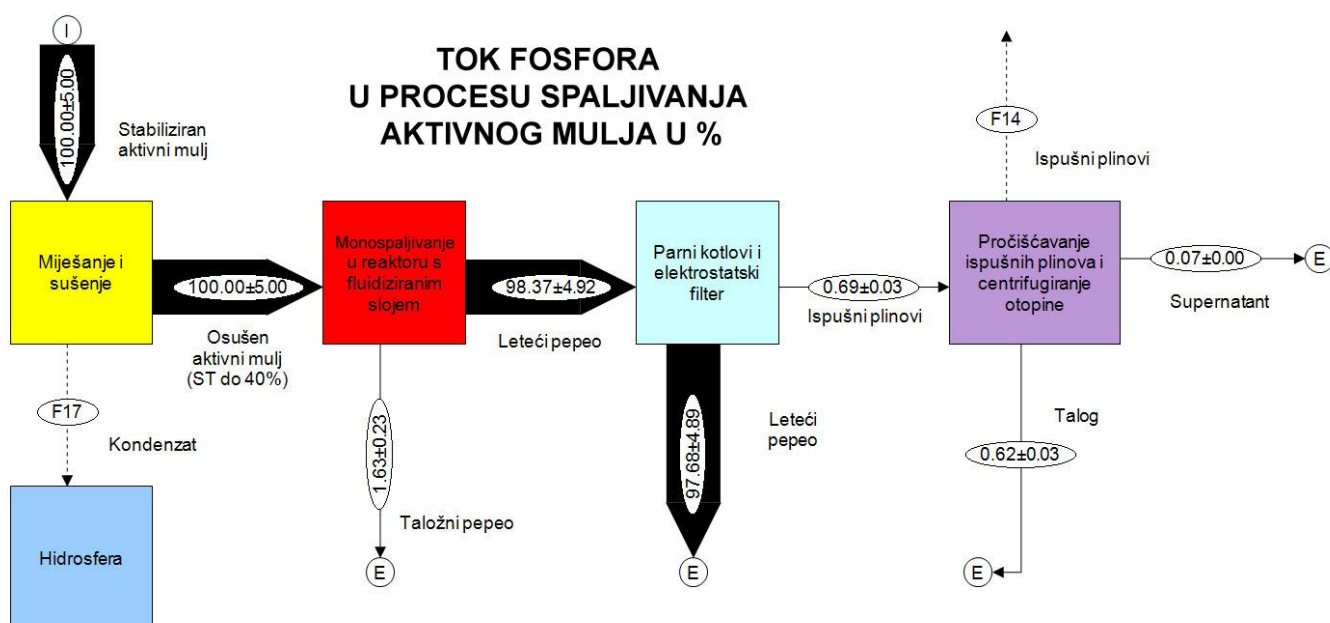 I
100.00±5.00
Stabiliziran
aktivni mulj
TOK FOSFORA
U PROCESU SPALJIVANJA
AKTIVNOG MULJA U %
F14
Ispušni plinovi
Miješanje i
sušenje
100.00±5.00
Osušen
aktivni mulj
(ST do 40%)
Monospaljivanje
u reaktoru s
fluidiziranim
slojem
98.37±4.92
Leteći pepeo
Parni kotlovi i
elektrostatski
filter
0.69±0.03
Ispušni plinovi
Pročišćavanje
ispušnih plinova i
centrifugiranje
otopine
0.07±0.00
E
Supernatant
F17
Kondenzat
Hidrosfera
1.63±0.23
Taložni pepeo
E
97.68±4.89
Leteći
pepeo
E
Talog
0.62±0.03
E